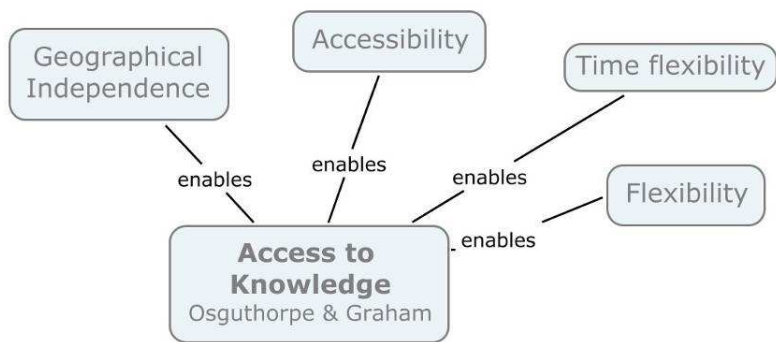 Geographical
Independence
Accessibility
Time flexibility
Flexibility
enables
enables
enables
enables
Access to
Knowledge
Osguthorpe & Graham